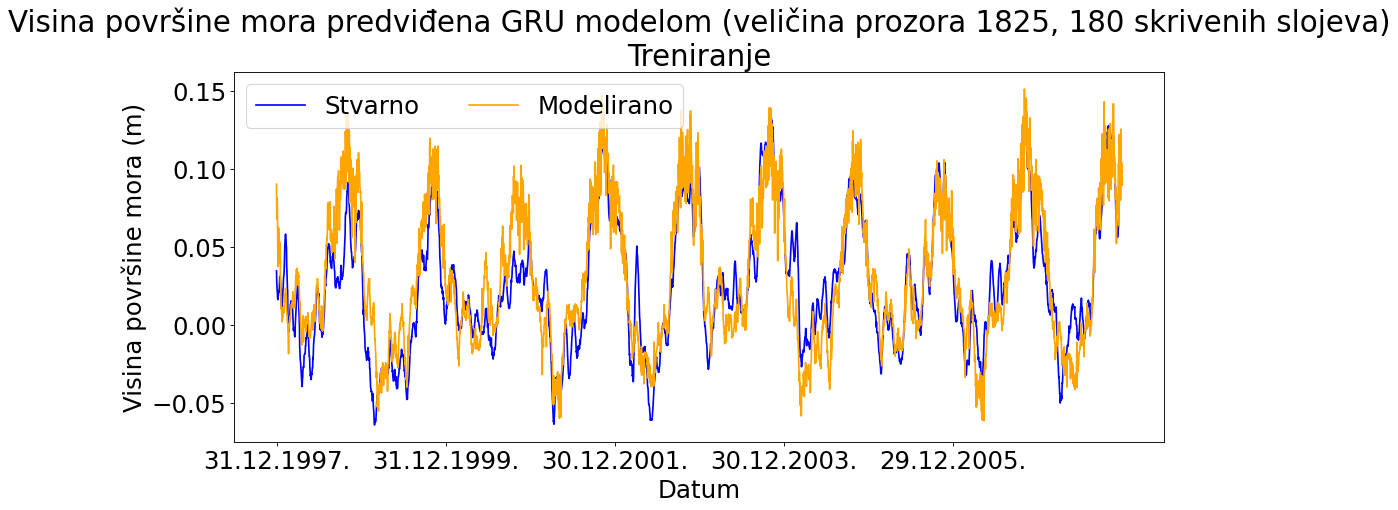 Visina površine mora predviđena GRU modelom (veličina prozora 1825, 180 skrivenih slojeva)
Treniranje
Stvarno
Modelirano
Visina površine mora (m)
0.15
0.10
0.05
0.00
−0.05
31.12.1997.
31.12.1999.
30.12.2001.
30.12.2003.
29.12.2005.
Datum